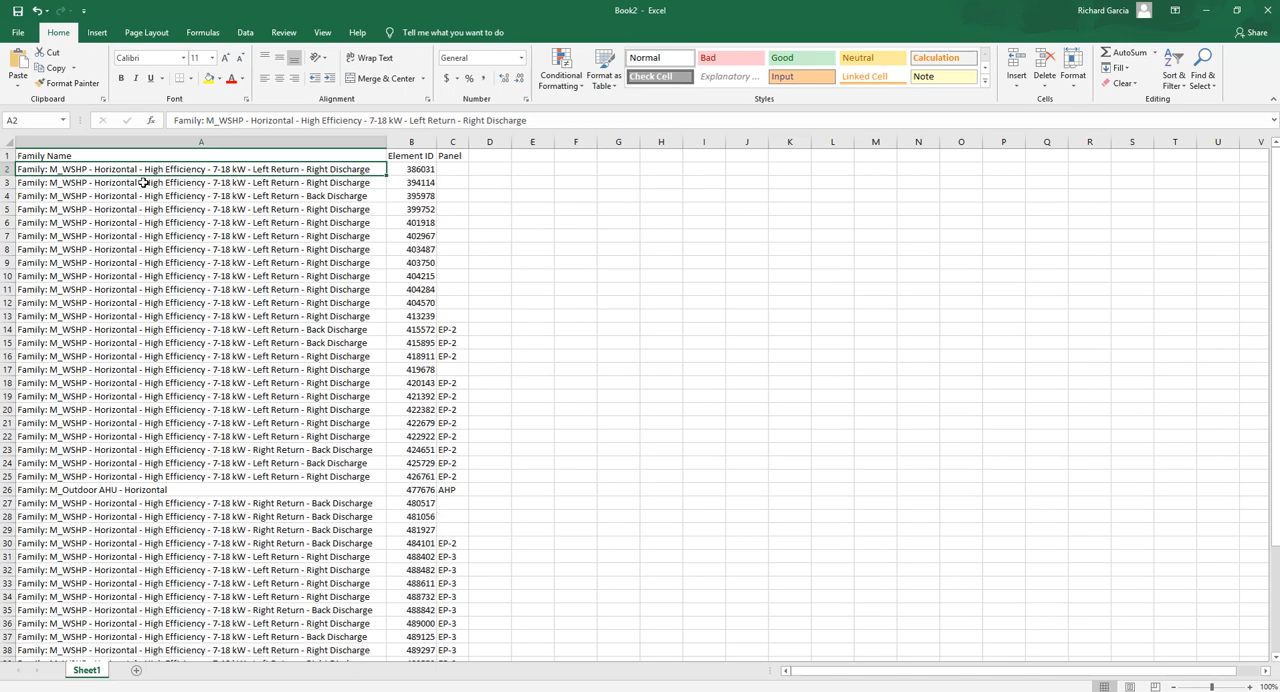 Book2 - Excel
Richard Garcia
File Home Insert Page Layout Formulas Data Review View Help Tell me what you want to do Share
Paste
Cut
Copy
Format Painter
Clipboard
Calibri 11
B I U
Font
Wrap Text
Merge & Center
Alignment
General
$ % ,
Number
Conditional Formatting
Format as Table
Normal Bad Good Neutral Calculation
Check Cell Explanatory ... Input Linked Cell Note
Styles
Insert Delete Format
Cells
AutoSum
Fill
Clear
Sort & Filter
Find & Select
Editing
A2 fx Family: M_WSHP - Horizontal - High Efficiency - 7-18 kW - Left Return - Right Discharge
A B C D E F G H I J K L M N O P Q R S T U V
1 Family Name Element ID Panel
2 Family: M_WSHP - Horizontal - High Efficiency - 7-18 kW - Left Return - Right Discharge 386031
3 Family: M_WSHP - Horizontal - High Efficiency - 7-18 kW - Left Return - Right Discharge 394114
4 Family: M_WSHP - Horizontal - High Efficiency - 7-18 kW - Left Return - Back Discharge 395978
5 Family: M_WSHP - Horizontal - High Efficiency - 7-18 kW - Left Return - Right Discharge 399752
6 Family: M_WSHP - Horizontal - High Efficiency - 7-18 kW - Left Return - Right Discharge 401918
7 Family: M_WSHP - Horizontal - High Efficiency - 7-18 kW - Left Return - Right Discharge 402967
8 Family: M_WSHP - Horizontal - High Efficiency - 7-18 kW - Left Return - Right Discharge 403487
9 Family: M_WSHP - Horizontal - High Efficiency - 7-18 kW - Left Return - Right Discharge 403750
10 Family: M_WSHP - Horizontal - High Efficiency - 7-18 kW - Left Return - Right Discharge 404215
11 Family: M_WSHP - Horizontal - High Efficiency - 7-18 kW - Left Return - Right Discharge 404284
12 Family: M_WSHP - Horizontal - High Efficiency - 7-18 kW - Left Return - Right Discharge 404570
13 Family: M_WSHP - Horizontal - High Efficiency - 7-18 kW - Left Return - Right Discharge 413239
14 Family: M_WSHP - Horizontal - High Efficiency - 7-18 kW - Left Return - Back Discharge 415572 EP-2
15 Family: M_WSHP - Horizontal - High Efficiency - 7-18 kW - Left Return - Back Discharge 415895 EP-2
16 Family: M_WSHP - Horizontal - High Efficiency - 7-18 kW - Left Return - Right Discharge 418911 EP-2
17 Family: M_WSHP - Horizontal - High Efficiency - 7-18 kW - Left Return - Right Discharge 419678
18 Family: M_WSHP - Horizontal - High Efficiency - 7-18 kW - Left Return - Right Discharge 420143 EP-2
19 Family: M_WSHP - Horizontal - High Efficiency - 7-18 kW - Left Return - Right Discharge 421392 EP-2
20 Family: M_WSHP - Horizontal - High Efficiency - 7-18 kW - Left Return - Right Discharge 422382 EP-2
21 Family: M_WSHP - Horizontal - High Efficiency - 7-18 kW - Left Return - Right Discharge 422679 EP-2
22 Family: M_WSHP - Horizontal - High Efficiency - 7-18 kW - Left Return - Right Discharge 422922 EP-2
23 Family: M_WSHP - Horizontal - High Efficiency - 7-18 kW - Right Return - Back Discharge 424651 EP-2
24 Family: M_WSHP - Horizontal - High Efficiency - 7-18 kW - Left Return - Back Discharge 425729 EP-2
25 Family: M_WSHP - Horizontal - High Efficiency - 7-18 kW - Left Return - Right Discharge 426761 EP-2
26 Family: M_Outdoor AHU - Horizontal 477676 AHP
27 Family: M_WSHP - Horizontal - High Efficiency - 7-18 kW - Right Return - Back Discharge 480517
28 Family: M_WSHP - Horizontal - High Efficiency - 7-18 kW - Right Return - Back Discharge 481056
29 Family: M_WSHP - Horizontal - High Efficiency - 7-18 kW - Right Return - Back Discharge 481927
30 Family: M_WSHP - Horizontal - High Efficiency - 7-18 kW - Right Return - Back Discharge 484101 EP-2
31 Family: M_WSHP - Horizontal - High Efficiency - 7-18 kW - Left Return - Right Discharge 488402 EP-3
32 Family: M_WSHP - Horizontal - High Efficiency - 7-18 kW - Left Return - Right Discharge 488482 EP-3
33 Family: M_WSHP - Horizontal - High Efficiency - 7-18 kW - Left Return - Right Discharge 488611 EP-3
34 Family: M_WSHP - Horizontal - High Efficiency - 7-18 kW - Left Return - Right Discharge 488732 EP-3
35 Family: M_WSHP - Horizontal - High Efficiency - 7-18 kW - Right Return - Back Discharge 488842 EP-3
36 Family: M_WSHP - Horizontal - High Efficiency - 7-18 kW - Left Return - Right Discharge 489000 EP-3
37 Family: M_WSHP - Horizontal - High Efficiency - 7-18 kW - Left Return - Back Discharge 489125 EP-3
38 Family: M_WSHP - Horizontal - High Efficiency - 7-18 kW - Left Return - Right Discharge 489297 EP-3
Sheet1
100%